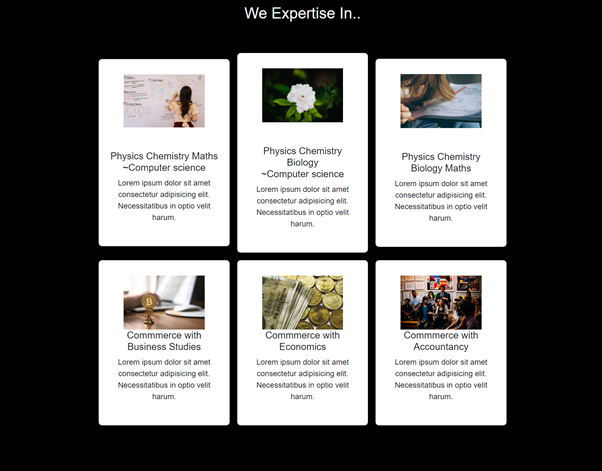 We Expertise In..
Physics Chemistry Maths
~Computer science
Lorem ipsum dolor sit amet
consectetur adipisicing elit.
Necessitatibus in optio velit
harum.
Physics Chemistry
Biology
~Computer science
Lorem ipsum dolor sit amet
consectetur adipisicing elit.
Necessitatibus in optio velit
harum.
Physics Chemistry
Biology Maths
Lorem ipsum dolor sit amet
consectetur adipisicing elit.
Necessitatibus in optio velit
harum.
Commmerce with
Business Studies
Lorem ipsum dolor sit amet
consectetur adipisicing elit.
Necessitatibus in optio velit
harum.
Commmerce with
Economics
Lorem ipsum dolor sit amet
consectetur adipisicing elit.
Necessitatibus in optio velit
harum.
Commmerce with
Accountancy
Lorem ipsum dolor sit amet
consectetur adipisicing elit.
Necessitatibus in optio velit
harum.